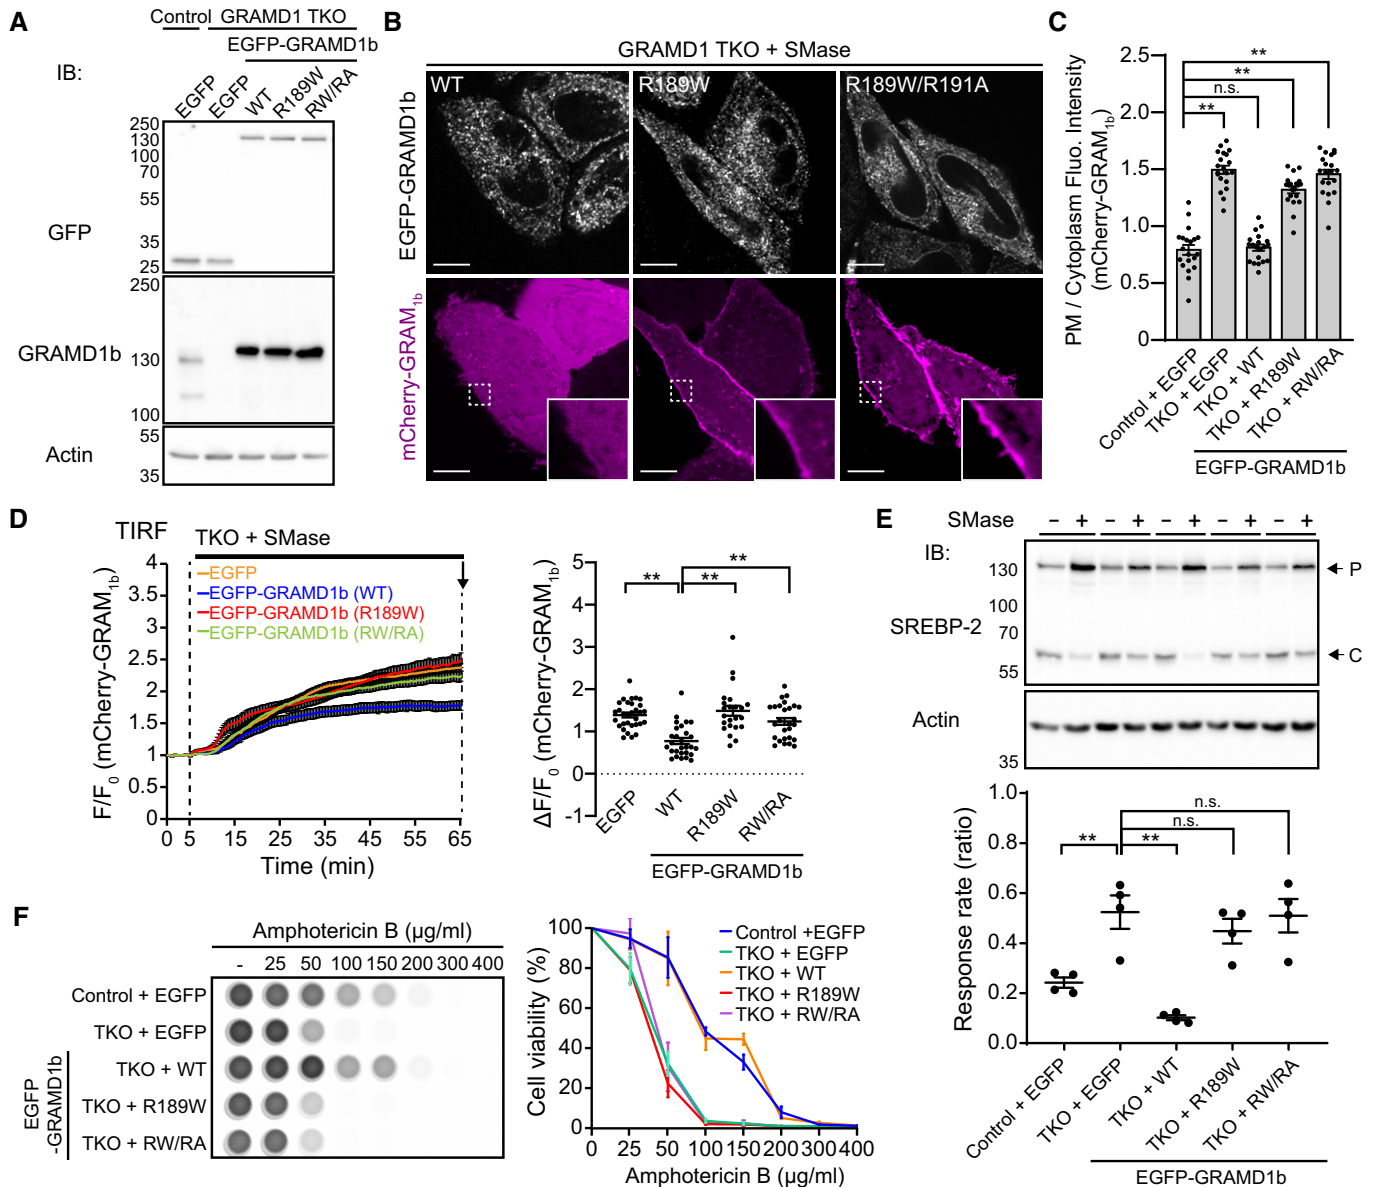 A
Control GRAMD1 TKO
EGFP-GRAMD1b
IB:
EGFP
EGFP
WT
R189W
RW/RA
250
130
100
70
55
35
25
GFP
250
130
100
GRAMD1b
55
35
Actin
B
GRAMD1 TKO + SMase
WT
R189W
R189W/R191A
EGFP-GRAMD1b
mCherry-GRAM1b
C
PM / Cytoplasm Fluo. Intensity
(mCherry-GRAM1b)
2.5
2.0
1.5
1.0
0.5
0
**
**
n.s.
**
Control + EGFP
TKO + EGFP
TKO + WT
TKO + R189W
TKO + RW/RA
EGFP-GRAMD1b
D
TIRF
TKO + SMase
EGFP
EGFP-GRAMD1b (WT)
EGFP-GRAMD1b (R189W)
EGFP-GRAMD1b (RW/RA)
F/F0 (mCherry-GRAM1b)
4
3.5
3
2.5
2
1.5
1
0.5
0
0 5 15 25 35 45 55 65
Time (min)
ΔF/F0 (mCherry-GRAM1b)
5
4
3
2
1
0
-1
**
** **
EGFP
WT
R189W
RW/RA
EGFP-GRAMD1b
E
SMase – + – + – + – + – +
IB:
130
100
70
55
P
C
SREBP-2
Actin
35
Response rate (ratio)
1.0
0.8
0.6
0.4
0.2
0.0
n.s.
n.s.
** **
Control + EGFP
TKO + EGFP
TKO + WT
TKO + R189W
TKO + RW/RA
EGFP-GRAMD1b
F
Amphotericin B (µg/ml)
- 25 50 100 150 200 300 400
Control + EGFP
TKO + EGFP
TKO + WT
TKO + R189W
TKO + RW/RA
EGFP
-GRAMD1b
Cell viability (%)
100
80
60
40
20
0
Control +EGFP
TKO + EGFP
TKO + WT
TKO + R189W
TKO + RW/RA
0 25 50 100 150 200 300 400
Amphotericin B (µg/ml)